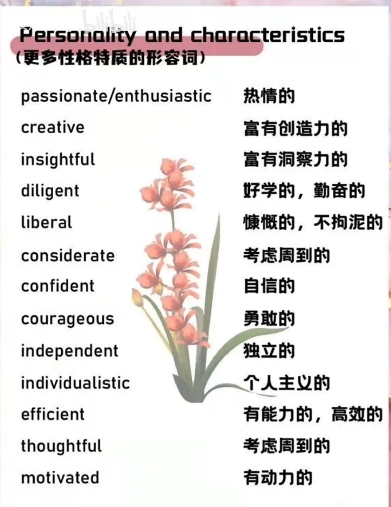 Personality and characteristics
(更多性格特质的形容词)
passionate/enthusiastic 热情的
creative 富有创造力的
insightful 富有洞察力的
diligent 好学的，勤奋的
liberal 慷慨的，不拘泥的
considerate 考虑周到的
confident 自信的
courageous 勇敢的
independent 独立的
individualistic 个人主义的
efficient 有能力的，高效的
thoughtful 考虑周到的
motivated 有动力的